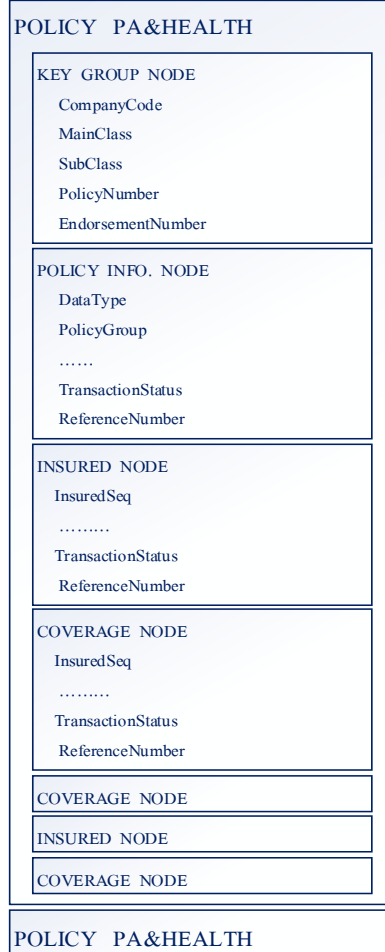 POLICY PA&HEALTH
KEY GROUP NODE
CompanyCode
MainClass
SubClass
PolicyNumber
EndorsementNumber
POLICY INFO. NODE
DataType
PolicyGroup
……
TransactionStatus
ReferenceNumber
INSURED NODE
InsuredSeq
………
TransactionStatus
ReferenceNumber
COVERAGE NODE
InsuredSeq
………
TransactionStatus
ReferenceNumber
COVERAGE NODE
INSURED NODE
COVERAGE NODE
POLICY PA&HEALTH